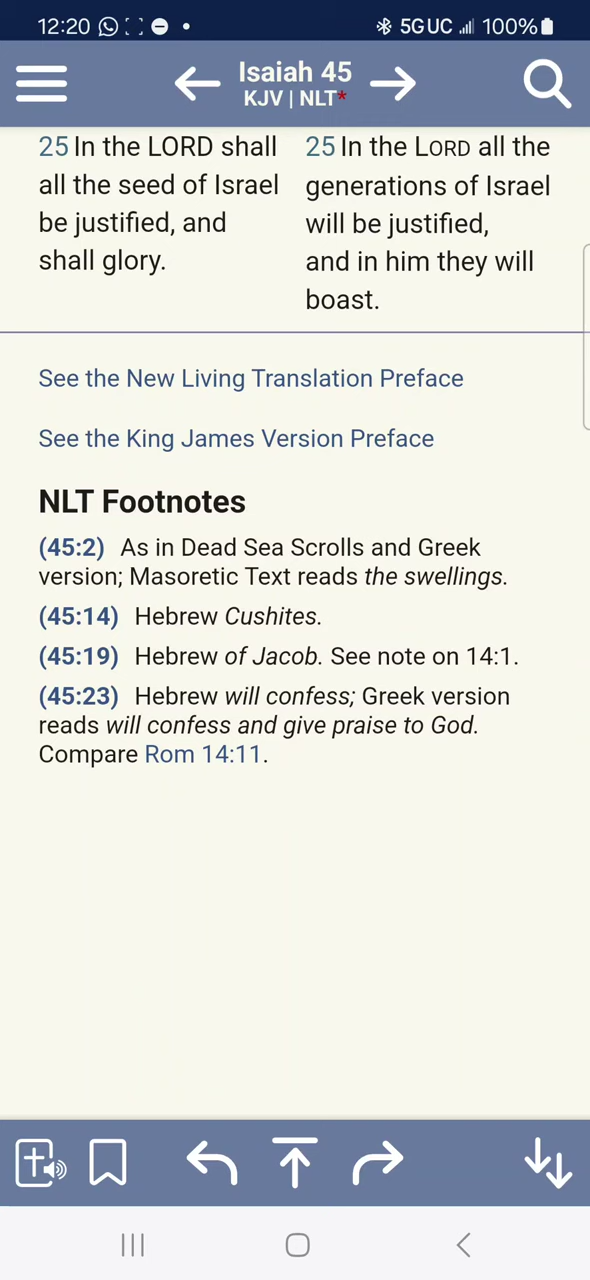 12:20
5G UC 100%
Isaiah 45
KJV | NLT*
25 In the LORD shall
all the seed of Israel
be justified, and
shall glory.
25 In the LORD all the
generations of Israel
will be justified,
and in him they will
boast.
See the New Living Translation Preface
See the King James Version Preface
NLT Footnotes
(45:2) As in Dead Sea Scrolls and Greek
version; Masoretic Text reads the swellings.
(45:14) Hebrew Cushites.
(45:19) Hebrew of Jacob. See note on 14:1.
(45:23) Hebrew will confess; Greek version
reads will confess and give praise to God.
Compare Rom 14:11.